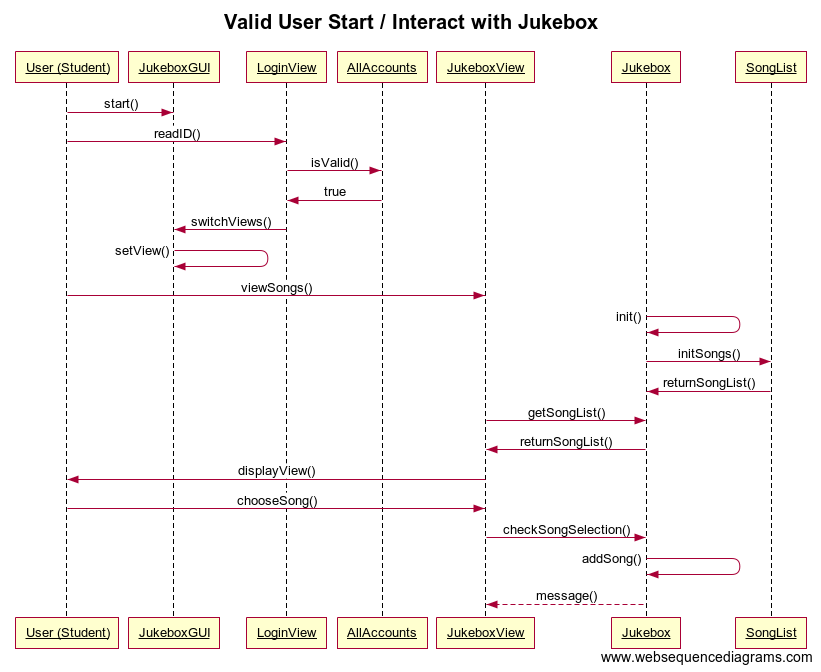 Valid User Start / Interact with Jukebox
User (Student) JukeboxGUI LoginView AllAccounts JukeboxView Jukebox SongList
start()
readID()
isValid()
true
switchViews()
setView()
viewSongs()
init()
initSongs()
returnSongList()
getSongList()
returnSongList()
displayView()
chooseSong()
checkSongSelection()
addSong()
message()
User (Student) JukeboxGUI LoginView AllAccounts JukeboxView Jukebox SongList
www.websequencediagrams.com